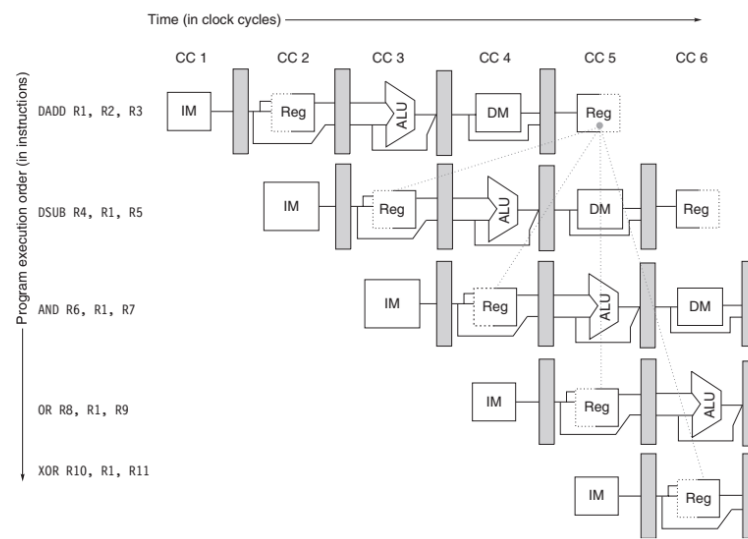 Time (in clock cycles)
CC 1 CC 2 CC 3 CC 4 CC 5 CC 6
Program execution order (in instructions)
DADD R1, R2, R3 IM Reg ALU DM Reg
DSUB R4, R1, R5 IM Reg ALU DM Reg
AND R6, R1, R7 IM Reg ALU DM
OR R8, R1, R9 IM Reg ALU
XOR R10, R1, R11 IM Reg